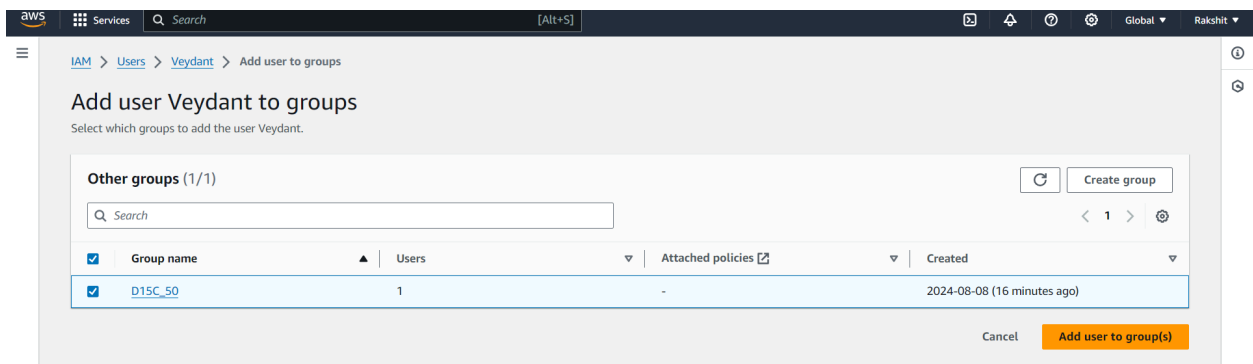 aws Services Search [Alt+S] Global Rakshit
IAM > Users > Veydant > Add user to groups
Add user Veydant to groups
Select which groups to add the user Veydant.
Other groups (1/1) Create group
Search < 1 >
Group name Users Attached policies Created
D15C_50 1 - 2024-08-08 (16 minutes ago)
Cancel Add user to group(s)